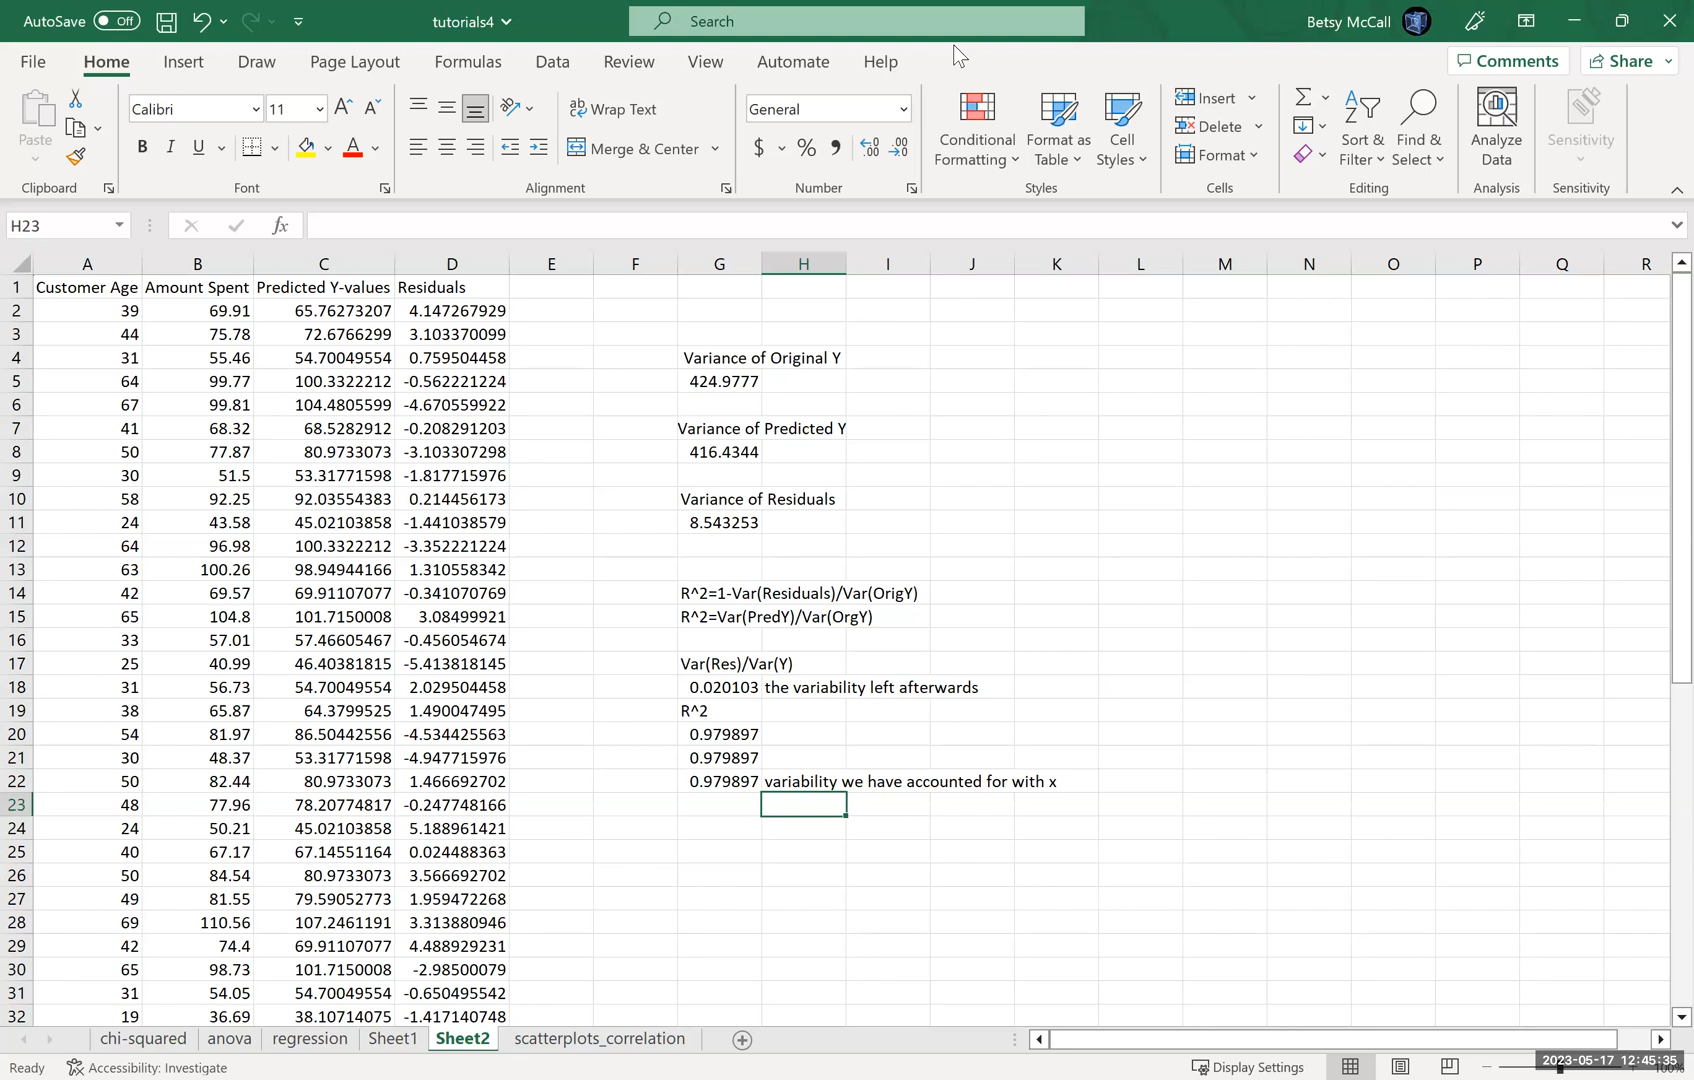 AutoSave Off tutorials4 Search Betsy McCall
File Home Insert Draw Page Layout Formulas Data Review View Automate Help Comments Share
Paste Calibri 11 Wrap Text General Conditional Formatting Format as Table Cell Styles Insert Sort & Filter Find & Select Analyze Data Sensitivity
B I U Merge & Center $ % Delete
Format
Clipboard Font Alignment Number Styles Cells Editing Analysis Sensitivity
H23 fx
A B C D E F G H I J K L M N O P Q R
1 Customer Age Amount Spent Predicted Y-values Residuals
2 39 69.91 65.76273207 4.147267929
3 44 75.78 72.6766299 3.103370099
4 31 55.46 54.70049554 0.759504458 Variance of Original Y
5 64 99.77 100.3322212 -0.562221224 424.9777
6 67 99.81 104.4805599 -4.670559922
7 41 68.32 68.5282912 -0.208291203 Variance of Predicted Y
8 50 77.87 80.9733073 -3.103307298 416.4344
9 30 51.5 53.31771598 -1.817715976
10 58 92.25 92.03554383 0.214456173 Variance of Residuals
11 24 43.58 45.02103858 -1.441038579 8.543253
12 64 96.98 100.3322212 -3.352221224
13 63 100.26 98.94944166 1.310558342
14 42 69.57 69.91107077 -0.341070769 R^2=1-Var(Residuals)/Var(OrigY)
15 65 104.8 101.7150008 3.08499921 R^2=Var(PredY)/Var(OrgY)
16 33 57.01 57.46605467 -0.456054674
17 25 40.99 46.40381815 -5.413818145 Var(Res)/Var(Y)
18 31 56.73 54.70049554 2.029504458 0.020103 the variability left afterwards
19 38 65.87 64.3799525 1.490047495 R^2
20 54 81.97 86.50442556 -4.534425563 0.979897
21 30 48.37 53.31771598 -4.947715976 0.979897
22 50 82.44 80.9733073 1.466692702 0.979897 variability we have accounted for with x
23 48 77.96 78.20774817 -0.247748166
24 24 50.21 45.02103858 5.188961421
25 40 67.17 67.14551164 0.024488363
26 50 84.54 80.9733073 3.566692702
27 49 81.55 79.59052773 1.959472268
28 69 110.56 107.2461191 3.313880946
29 42 74.4 69.91107077 4.488929231
30 65 98.73 101.7150008 -2.98500079
31 31 54.05 54.70049554 -0.650495542
32 19 36.69 38.10714075 -1.417140748
chi-squared anova regression Sheet1 Sheet2 scatterplots_correlation
Ready Accessibility: Investigate Display Settings 2023-05-17 12:45:35 100%